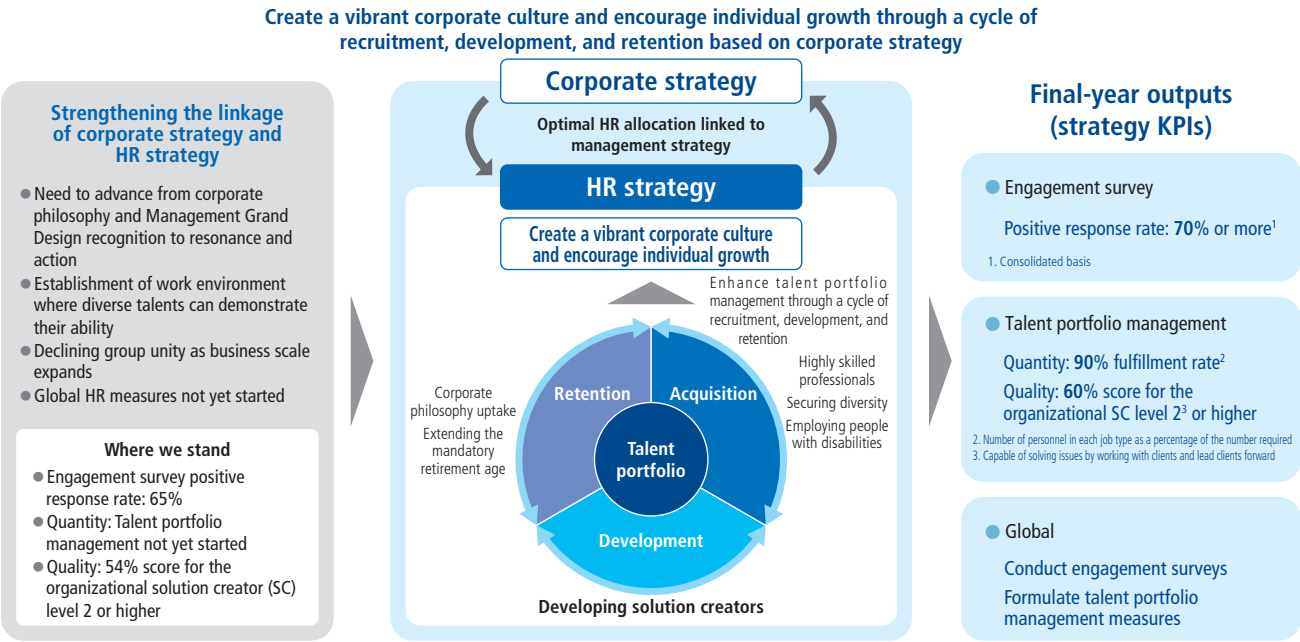 Create a vibrant corporate culture and encourage individual growth through a cycle of
recruitment, development, and retention based on corporate strategy
Strengthening the linkage
of corporate strategy and
HR strategy
● Need to advance from corporate
philosophy and Management Grand
Design recognition to resonance and
action
● Establishment of work environment
where diverse talents can demonstrate
their ability
● Declining group unity as business scale
expands
● Global HR measures not yet started
Where we stand
● Engagement survey positive
response rate: 65%
● Quantity: Talent portfolio
management not yet started
● Quality: 54% score for the
organizational solution creator (SC)
level 2 or higher
Corporate strategy
Optimal HR allocation linked to
management strategy
HR strategy
Create a vibrant corporate culture
and encourage individual growth
Enhance talent portfolio
management through a cycle of
recruitment, development, and
retention
Retention
Acquisition
Development
Talent
portfolio
Corporate
philosophy uptake
Extending the
mandatory
retirement age
Highly skilled
professionals
Securing diversity
Employing people
with disabilities
Developing solution creators
Final-year outputs
(strategy KPIs)
● Engagement survey
Positive response rate: 70% or more1
1. Consolidated basis
● Talent portfolio management
Quantity: 90% fulfillment rate2
Quality: 60% score for the
organizational SC level 23 or higher
2. Number of personnel in each job type as a percentage of the number required
3. Capable of solving issues by working with clients and lead clients forward
● Global
Conduct engagement surveys
Formulate talent portfolio
management measures